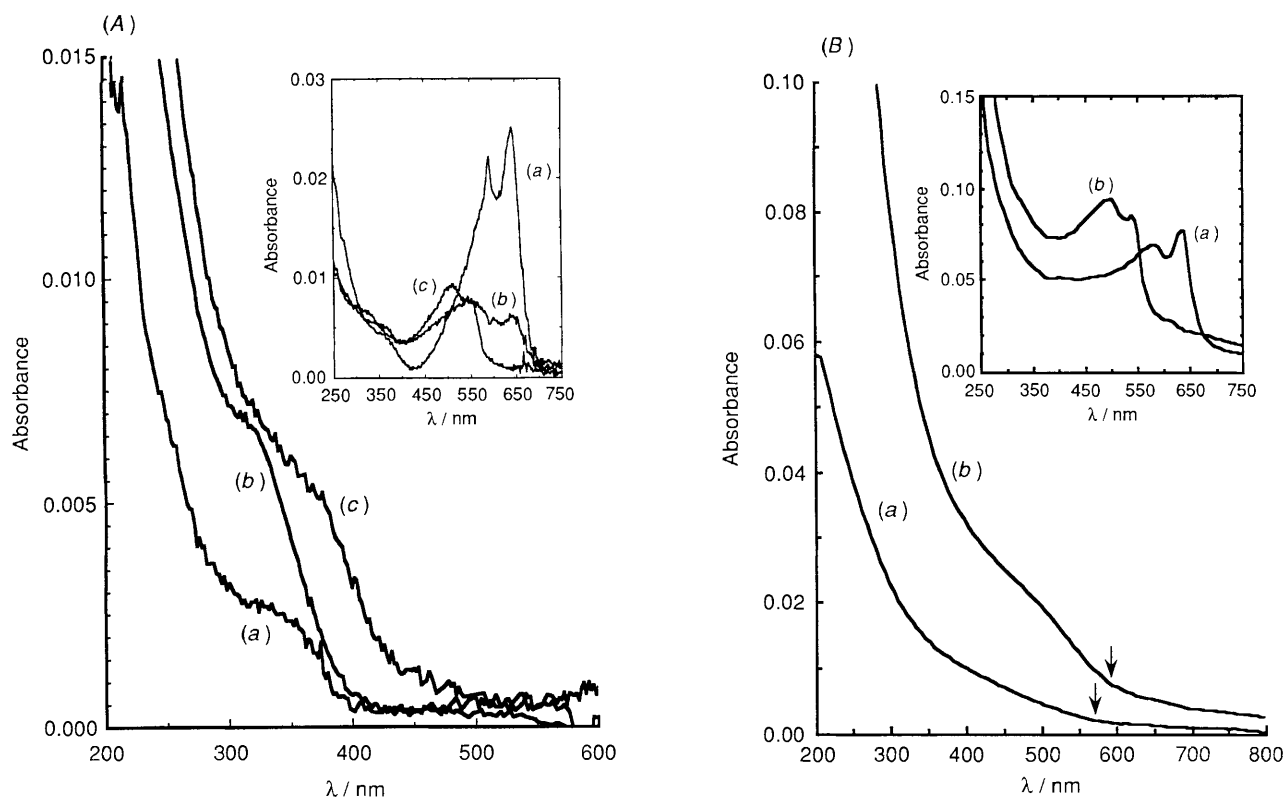 (A)
0.015
0.010
0.005
0.000
Absorbance
200 300 400 500 600
λ / nm
(a)
(b)
(c)
0.03
0.02
0.01
0.00
Absorbance
250 350 450 550 650 750
λ / nm
(a)
(c)
(b)
(B)
0.10
0.08
0.06
0.04
0.02
0.00
Absorbance
200 300 400 500 600 700 800
λ / nm
(b)
(a)
0.15
0.10
0.05
0.00
Absorbance
250 350 450 550 650 750
λ / nm
(b)
(a)